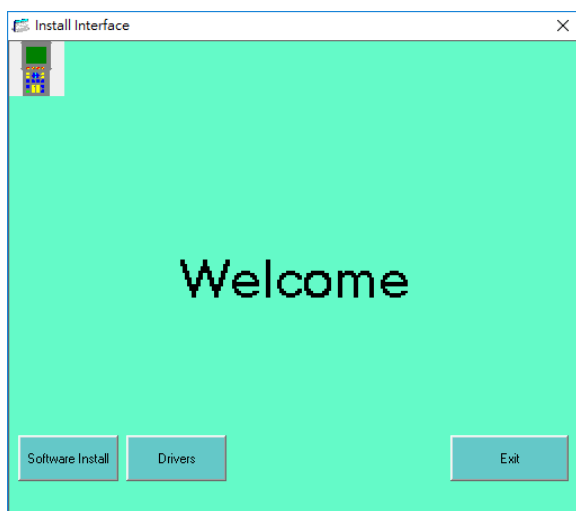 Install Interface
Welcome
Software Install
Drivers
Exit